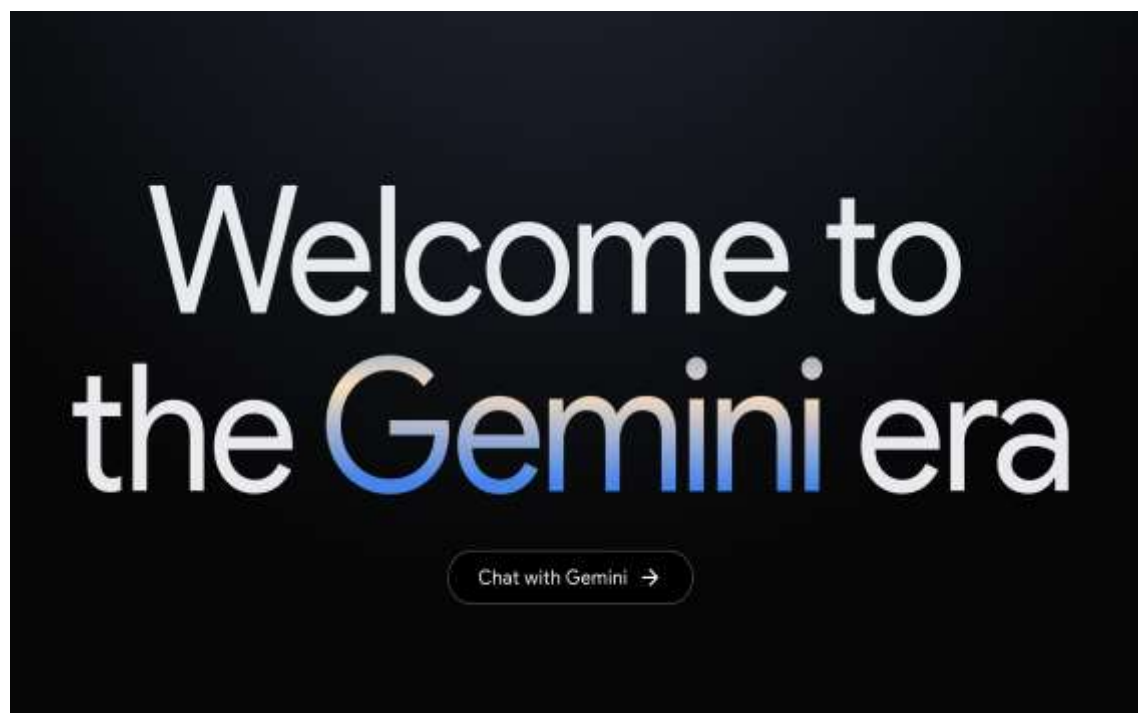 Welcome to
the Gemini era
Chat with Gemini →